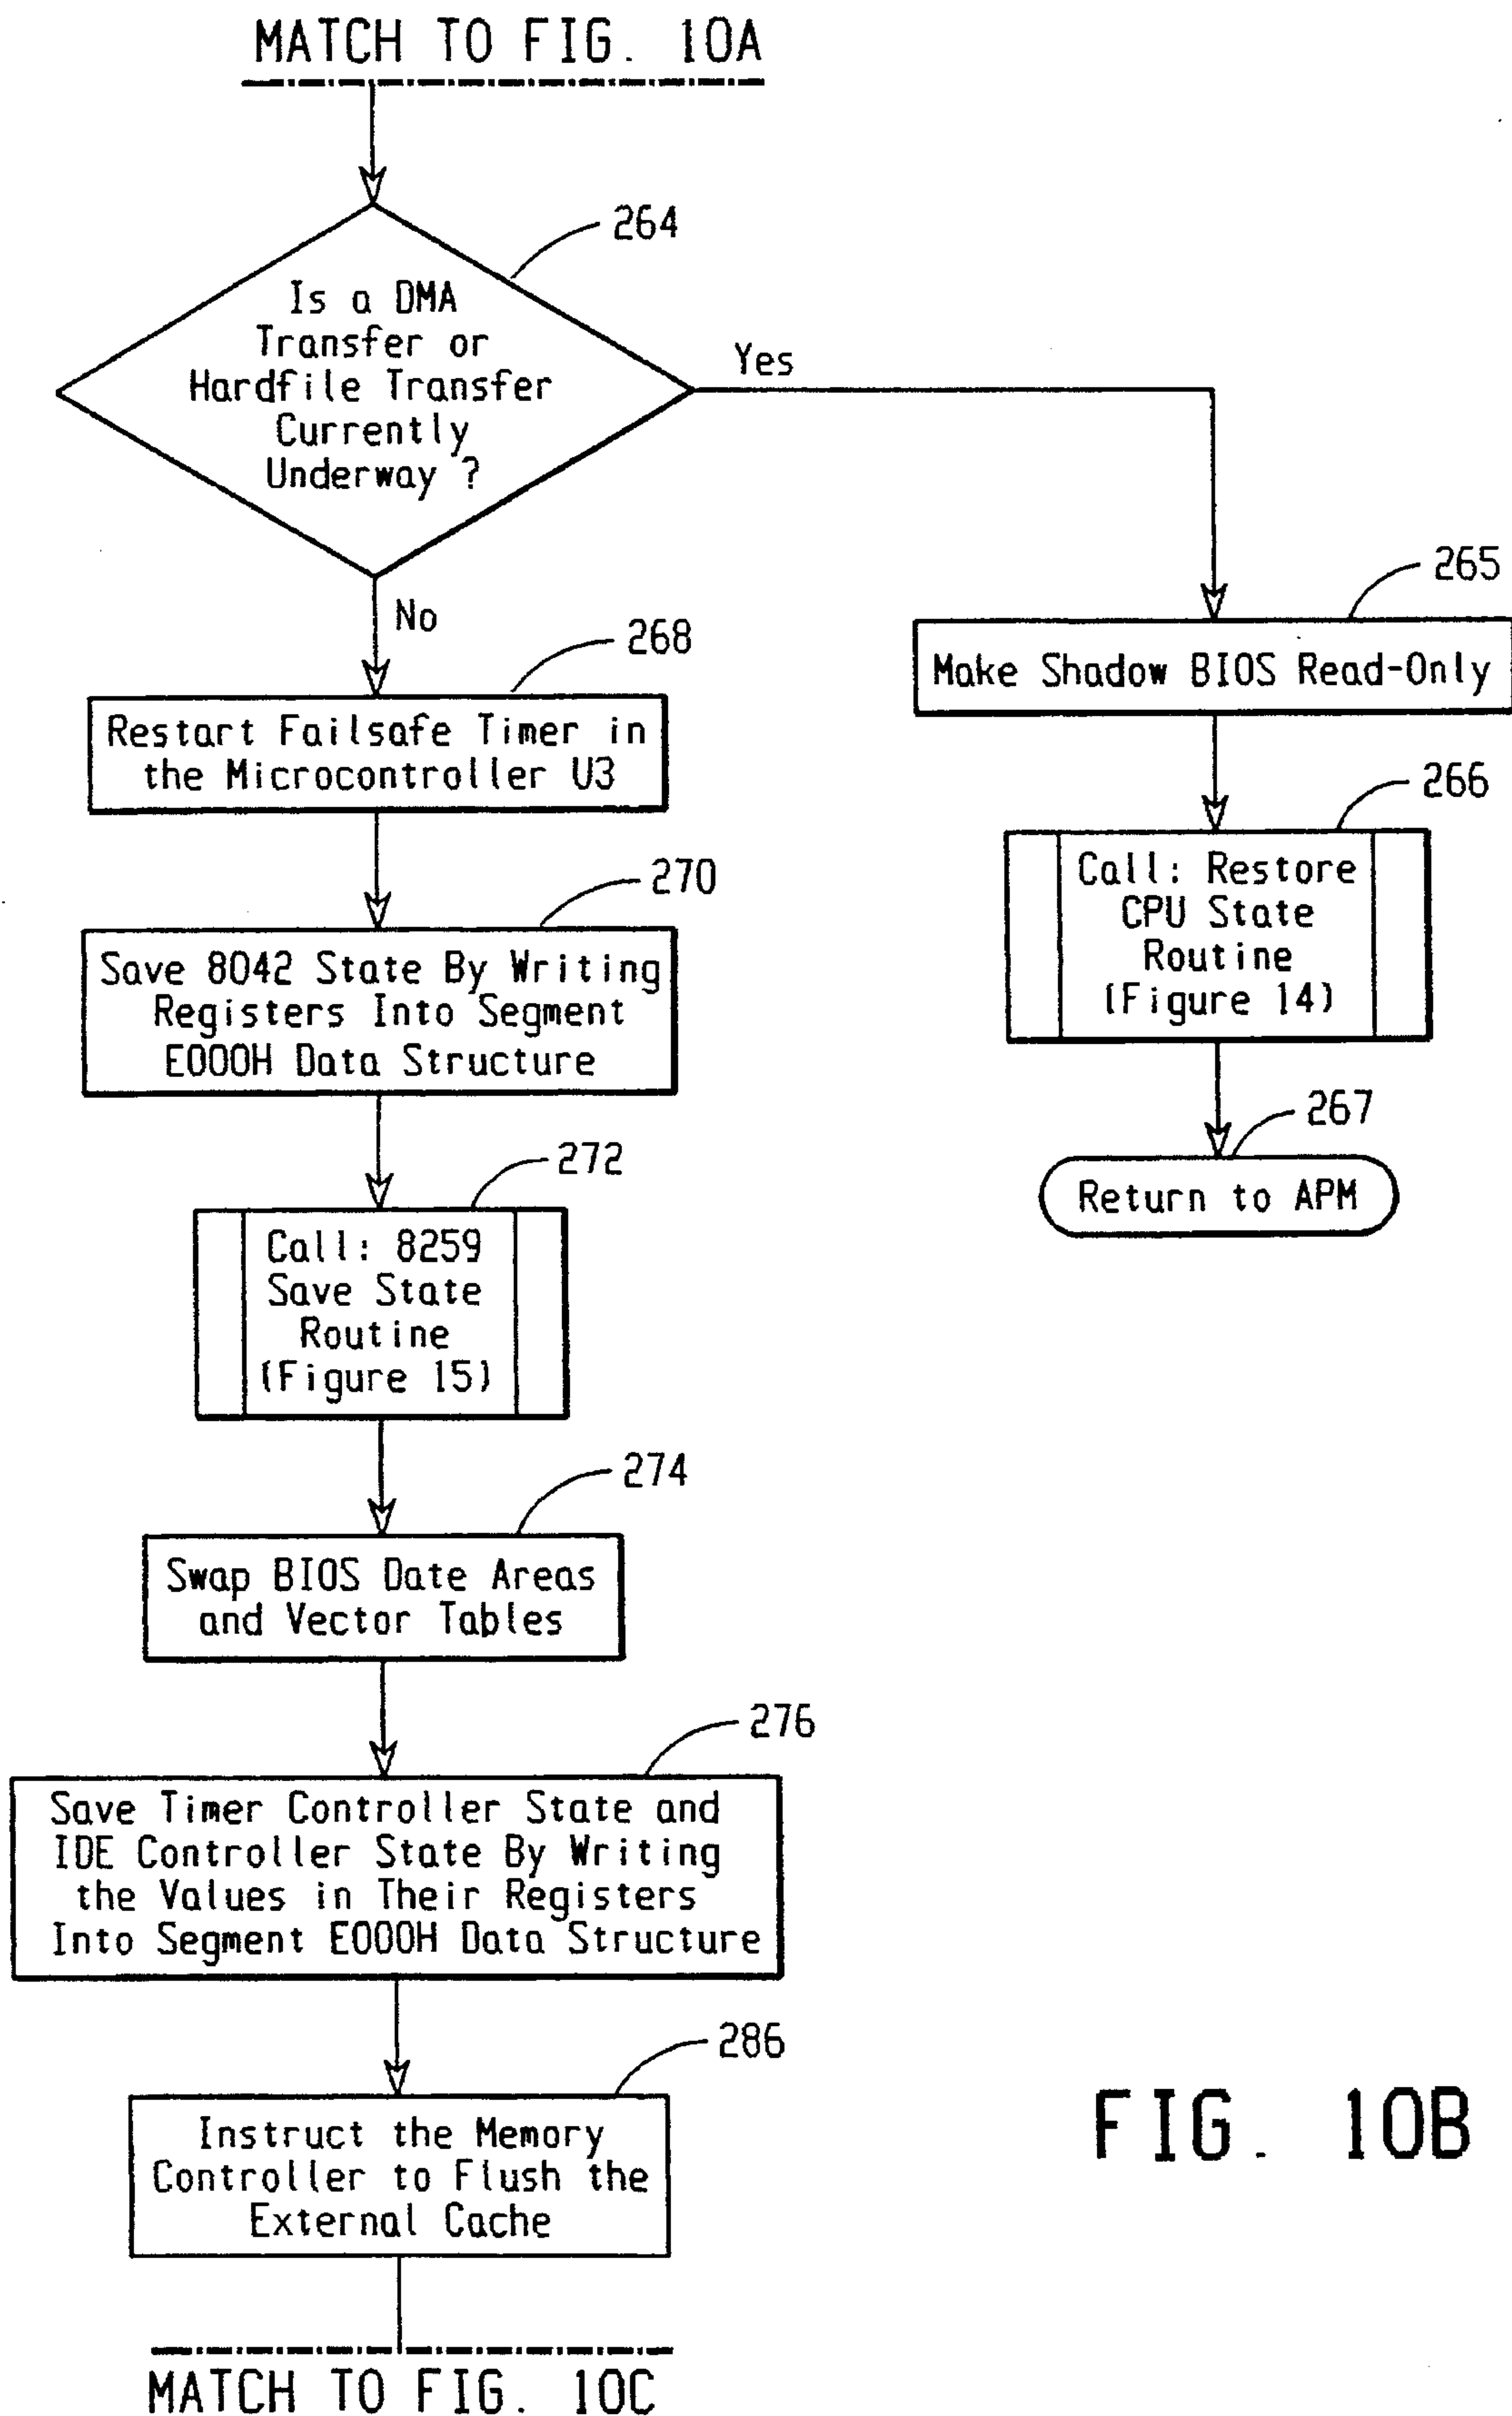 MATCH TO FIG. 10A
264
Is a DMA
Transfer or
Hardfile Transfer
Currently
Underway ?
Yes
No
265
Make Shadow BIOS Read-Only
266
Call: Restore
CPU State
Routine
(Figure 14)
267
Return to APM
268
Restart Failsafe Timer in
the Microcontroller U3
270
Save 8042 State By Writing
Registers Into Segment
E000H Data Structure
272
Call: 8259
Save State
Routine
(Figure 15)
274
Swap BIOS Date Areas
and Vector Tables
276
Save Timer Controller State and
IDE Controller State By Writing
the Values in Their Registers
Into Segment E000H Data Structure
286
Instruct the Memory
Controller to Flush the
External Cache
MATCH TO FIG. 10C
FIG. 10B